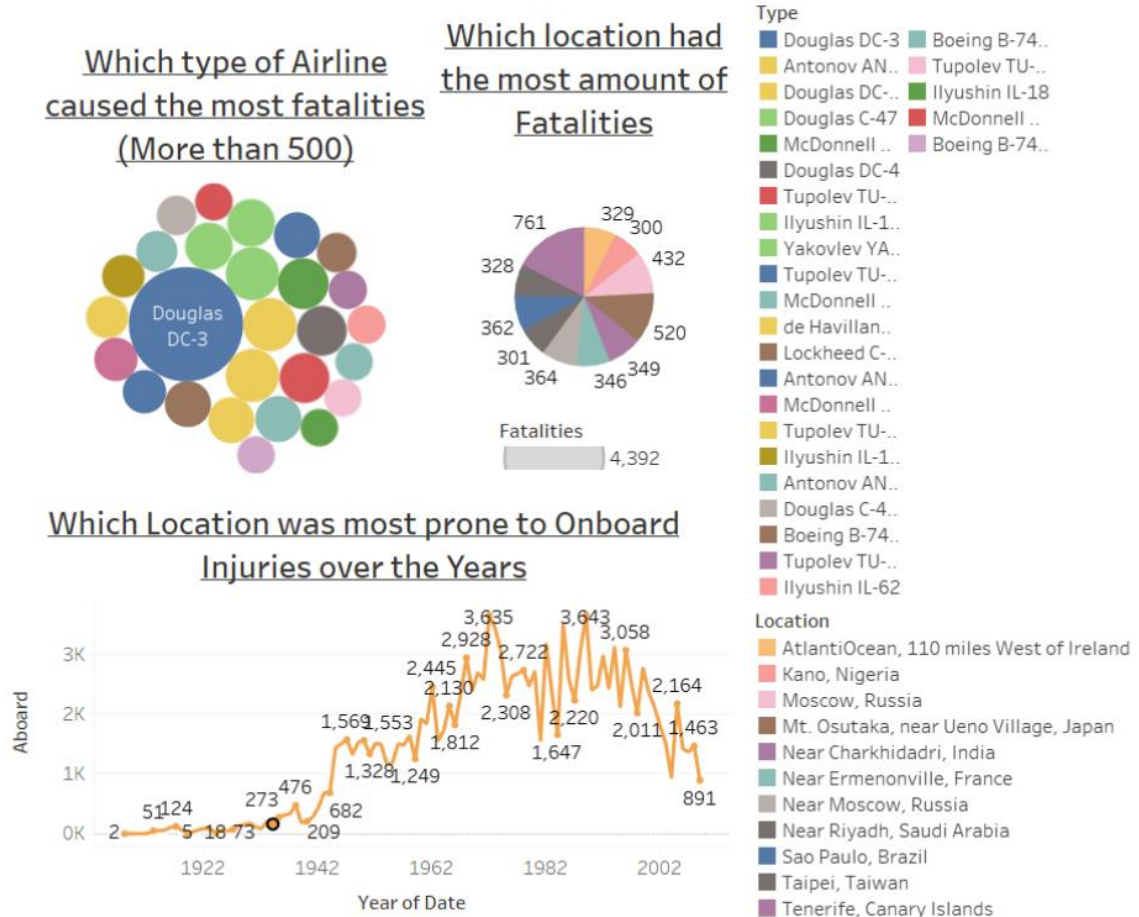 Which type of Airline
caused the most fatalities
(More than 500)
Douglas
DC-3
Which location had
the most amount of
Fatalities
329
300
432
520
349
346
364
301
362
328
761
Fatalities
4,392
Type
Douglas DC-3
Antonov AN..
Douglas DC-..
Douglas C-47
McDonnell ..
Douglas DC-4
Tupolev TU-..
Ilyushin IL-1..
Yakovlev YA..
Tupolev TU-..
McDonnell ..
de Havillan..
Lockheed C-..
Antonov AN..
McDonnell ..
Tupolev TU-..
Ilyushin IL-1..
Antonov AN..
Douglas C-4..
Boeing B-74..
Tupolev TU-..
Ilyushin IL-62
Boeing B-74..
Tupolev TU-..
Ilyushin IL-18
McDonnell ..
Boeing B-74..
Which Location was most prone to Onboard
Injuries over the Years
Aboard
3K
2K
1K
0K
2
51
124
5
18
73
273
476
209
682
1,569
1,328
1,553
1,249
2,445
2,130
1,812
2,928
3,635
2,308
2,722
1,647
2,220
3,643
3,058
2,011
2,164
1,463
891
1922
1942
1962
1982
2002
Year of Date
Location
AtlantiOcean, 110 miles West of Ireland
Kano, Nigeria
Moscow, Russia
Mt. Osutaka, near Ueno Village, Japan
Near Charkhidadri, India
Near Ermenonville, France
Near Moscow, Russia
Near Riyadh, Saudi Arabia
Sao Paulo, Brazil
Taipei, Taiwan
Tenerife, Canary Islands